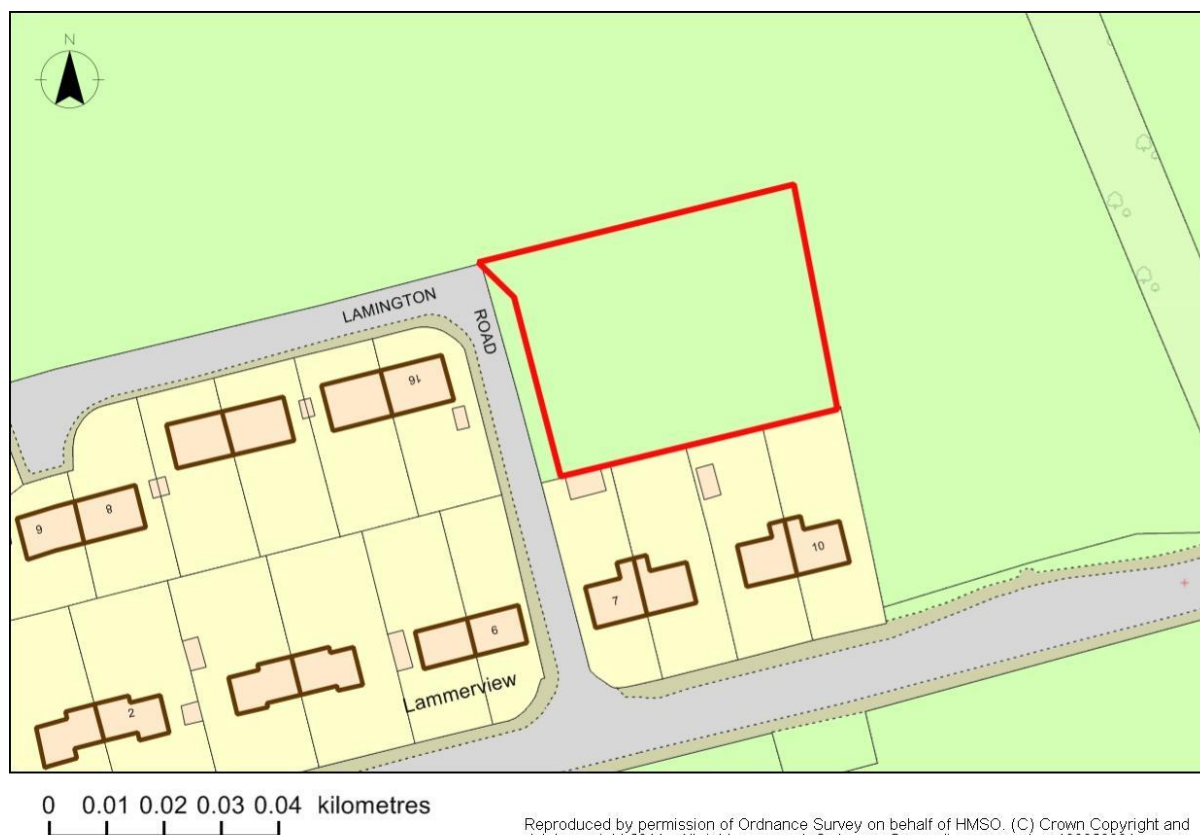 N
LAMINGTON
ROAD
16
9
8
10
7
6
Lammerview
2
0 0.01 0.02 0.03 0.04 kilometres
Reproduced by permission of Ordnance Survey on behalf of HMSO. (C) Crown Copyright and